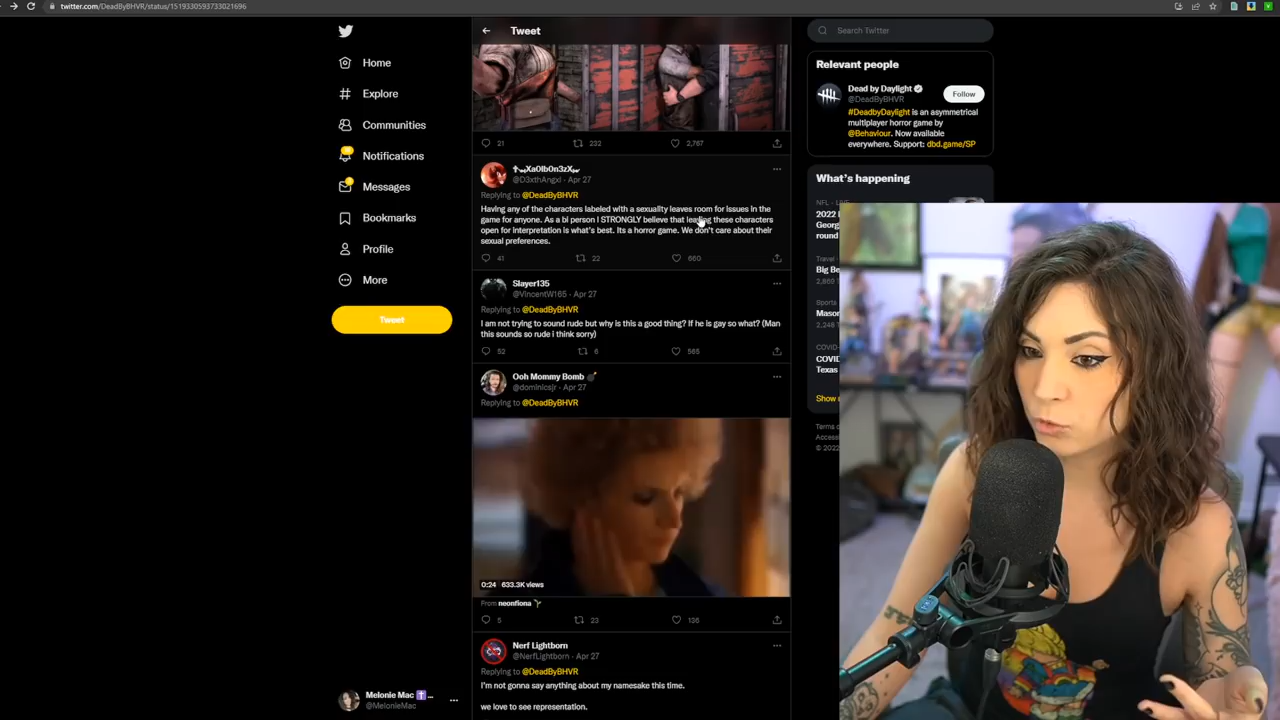 twitter.com/DeadByBHVR/status/1519330593733021696
Home
Explore
Communities
Notifications
Messages
Bookmarks
Profile
More
Tweet
Melonie Mac
@MelonieMac
Tweet
21 232 2,767
Xa0lb0n3zX
@D3xthAngxl · Apr 27
Replying to @DeadByBHVR
Having any of the characters labeled with a sexuality leaves room for issues in the
game for anyone. As a bi person I STRONGLY believe that leaving these characters
open for interpretation is what's best. Its a horror game. We don't care about their
sexual preferences.
41 22 660
Slayer135
@VincentW165 · Apr 27
Replying to @DeadByBHVR
I am not trying to sound rude but why is this a good thing? If he is gay so what? (Man
this sounds so rude i think sorry)
52 6 565
Ooh Mommy Bomb
@dominicsjr · Apr 27
Replying to @DeadByBHVR
0:24 633.3K views
From neonfiona
5 23 136
Nerf Lightborn
@NerfLightborn · Apr 27
Replying to @DeadByBHVR
I'm not gonna say anything about my namesake this time.
we love to see representation.
Search Twitter
Relevant people
Dead by Daylight
@DeadByBHVR
Follow
#DeadbyDaylight is an asymmetrical
multiplayer horror game by
@Behaviour. Now available
everywhere. Support: dbd.game/SP
What's happening
NFL · LIVE
2022
Georg
round
Travel
Big Be
2,860
Sports
Mason
2,248 T
COVID-
COVID
Texas
Show
Terms o
Access
© 2022